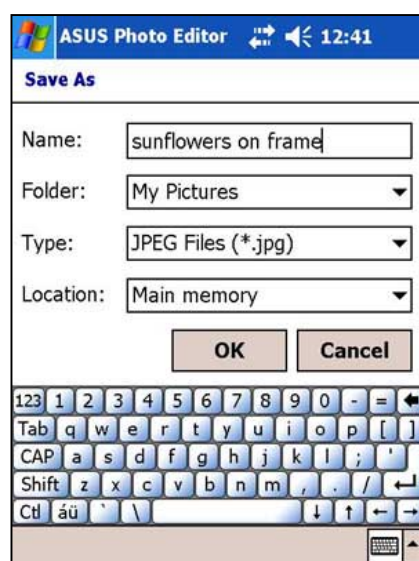 ASUS Photo Editor 12:41
Save As
Name: sunflowers on frame
Folder: My Pictures
Type: JPEG Files (*.jpg)
Location: Main memory
OK Cancel
123 1 2 3 4 5 6 7 8 9 0 - =
Tab q w e r t y u i o p [ ]
CAP a s d f g h j k l ; '
Shift z x c v b n m , . /
Ctl áü ` \